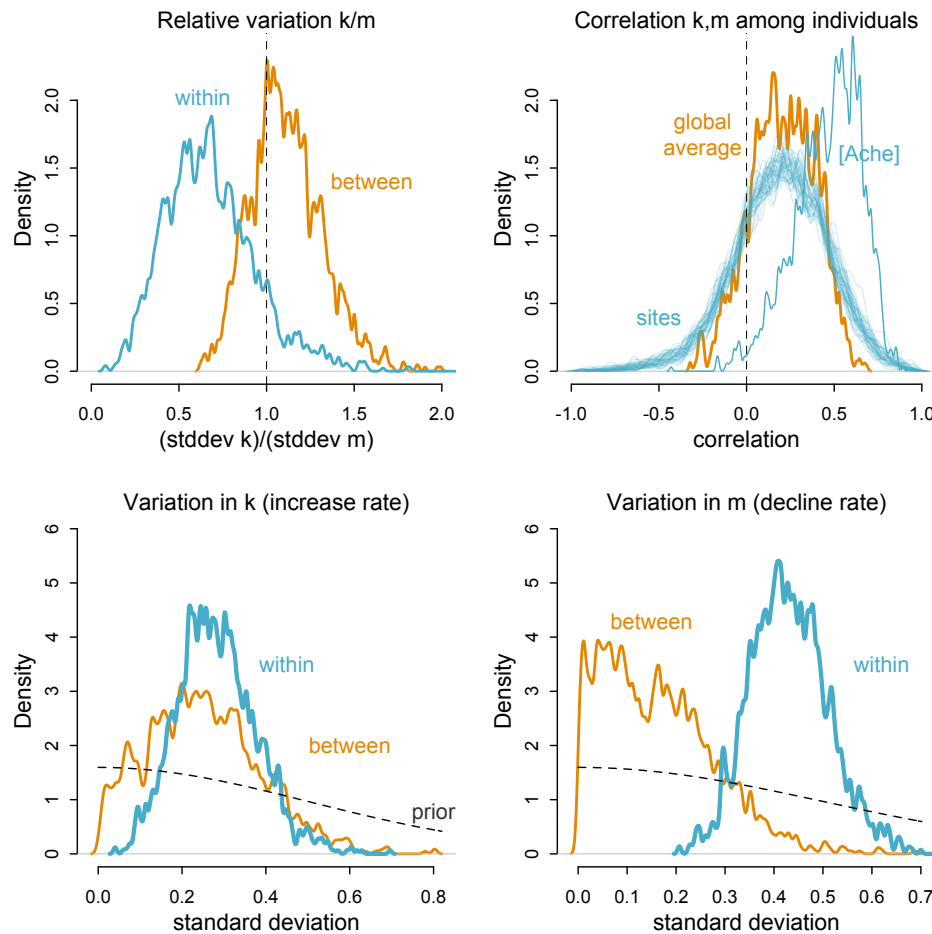 Relative variation k/m
Density
0.0 0.5 1.0 1.5 2.0
within
between
0.0 0.5 1.0 1.5 2.0
(stddev k)/(stddev m)
Correlation k,m among individuals
Density
0.0 0.5 1.0 1.5 2.0
global
average
[Ache]
sites
-1.0 -0.5 0.0 0.5 1.0
correlation
Variation in k (increase rate)
Density
0 1 2 3 4 5 6
within
between
prior
0.0 0.2 0.4 0.6 0.8
standard deviation
Variation in m (decline rate)
Density
0 1 2 3 4 5 6
between
within
0.0 0.1 0.2 0.3 0.4 0.5 0.6 0.7
standard deviation